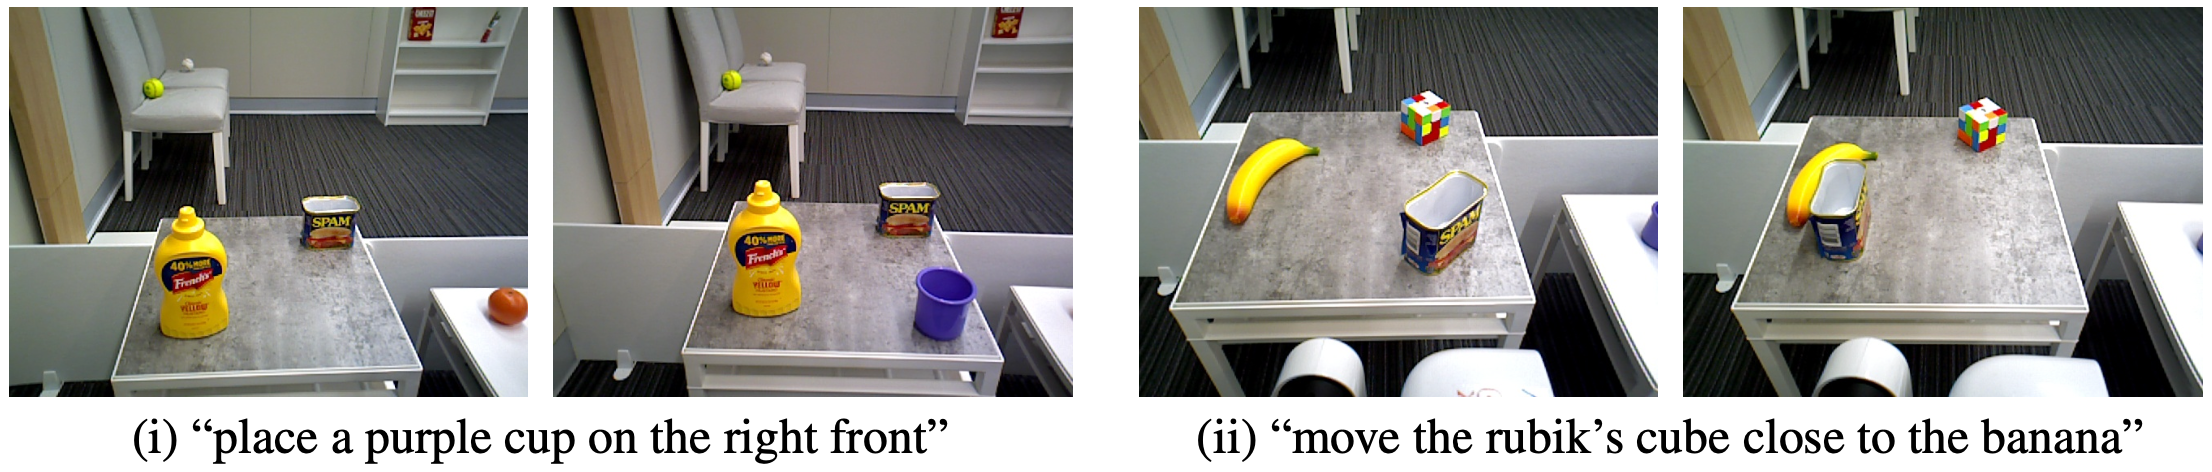 40% MORE
French's
YELLOW
SPAM
40% MORE
French's
YELLOW
SPAM
SPAM
(i) “place a purple cup on the right front”
(ii) “move the rubik’s cube close to the banana”